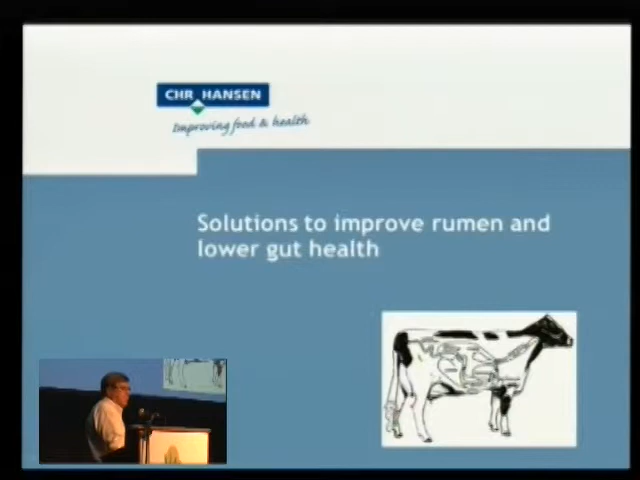 CHR HANSEN
Improving food & health
Solutions to improve rumen and
lower gut health